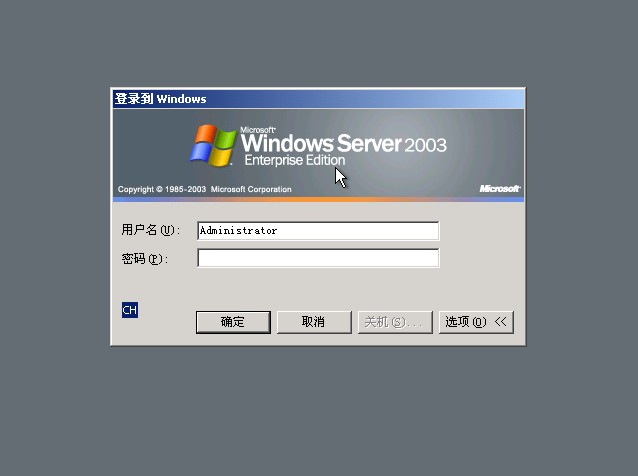 登录到 Windows
Microsoft
Windows Server 2003
Enterprise Edition
Copyright © 1985-2003 Microsoft Corporation
Microsoft
用户名(U):
Administrator
密码(P):
CH
确定
取消
关机(S)...
选项(O) <<